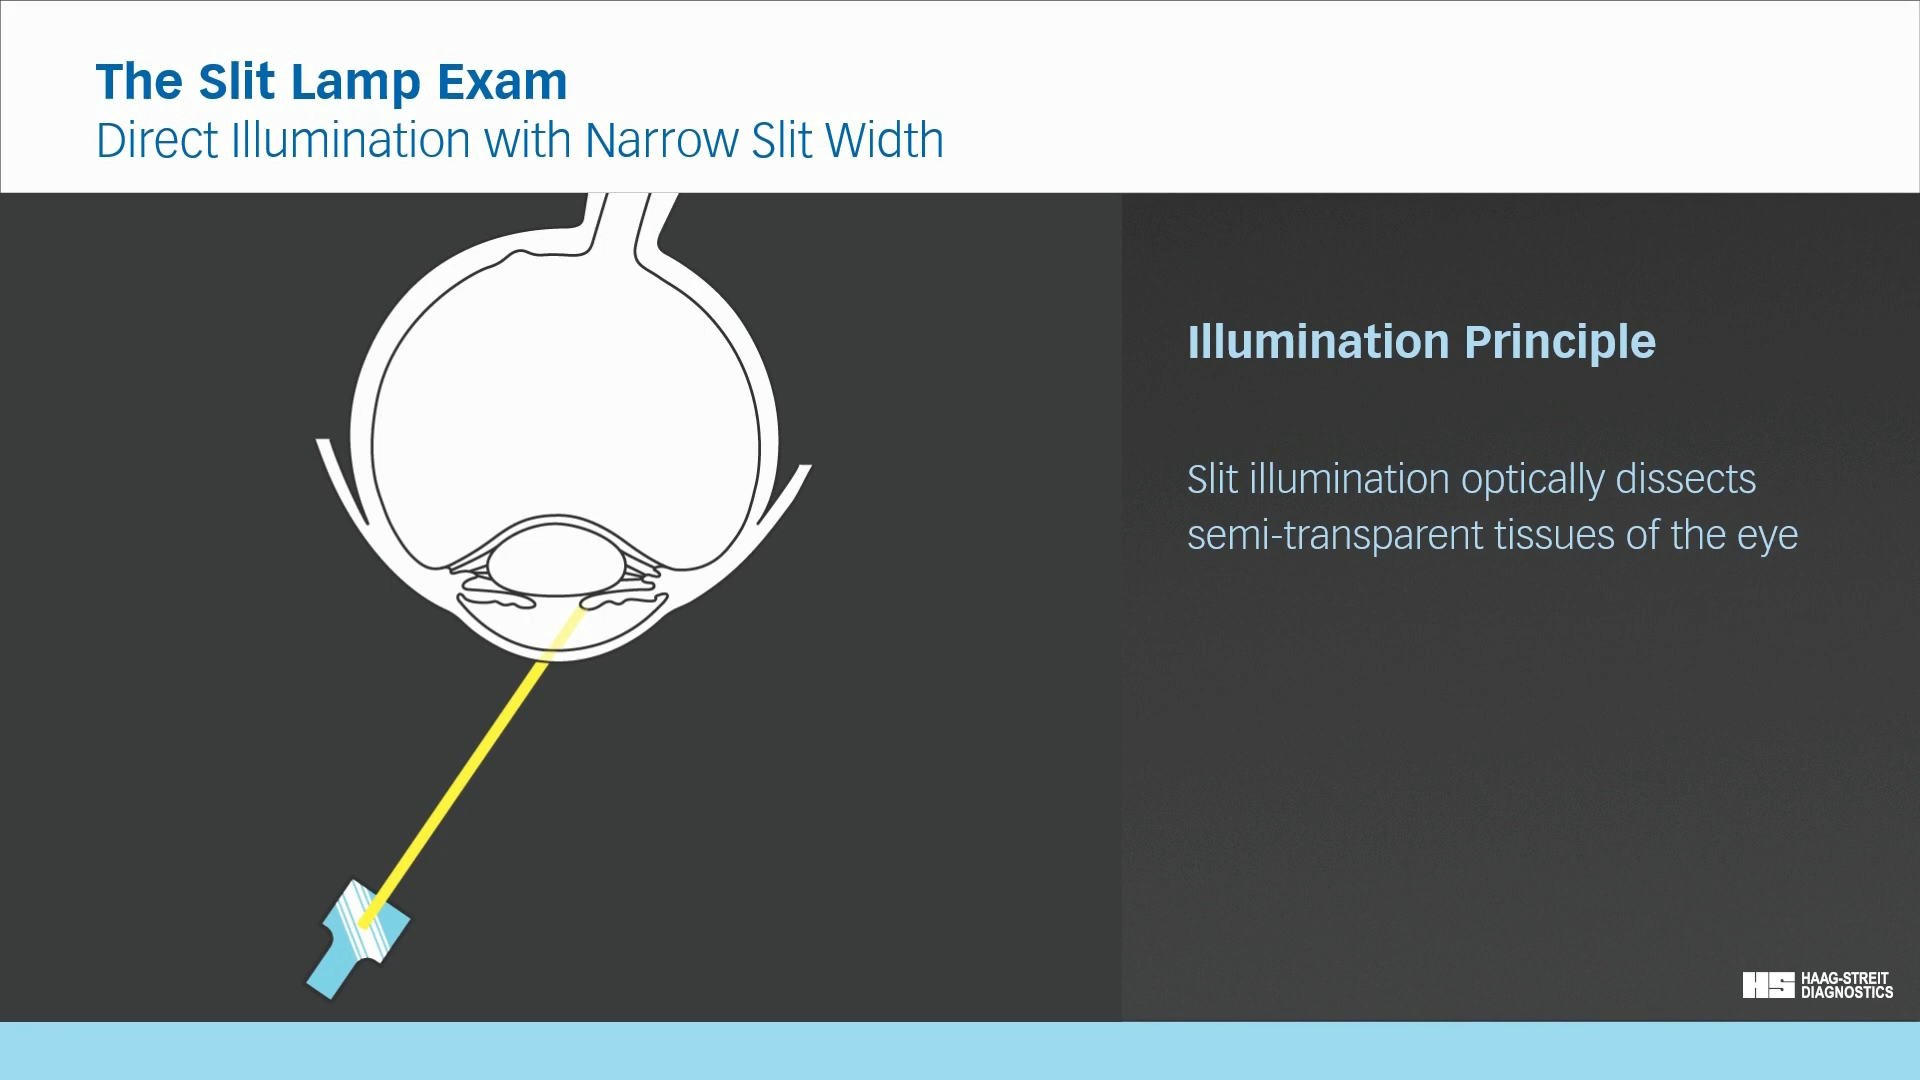 The Slit Lamp Exam
Direct Illumination with Narrow Slit Width
Illumination Principle
Slit illumination optically dissects
semi-transparent tissues of the eye
HS HAAG-STREIT
DIAGNOSTICS